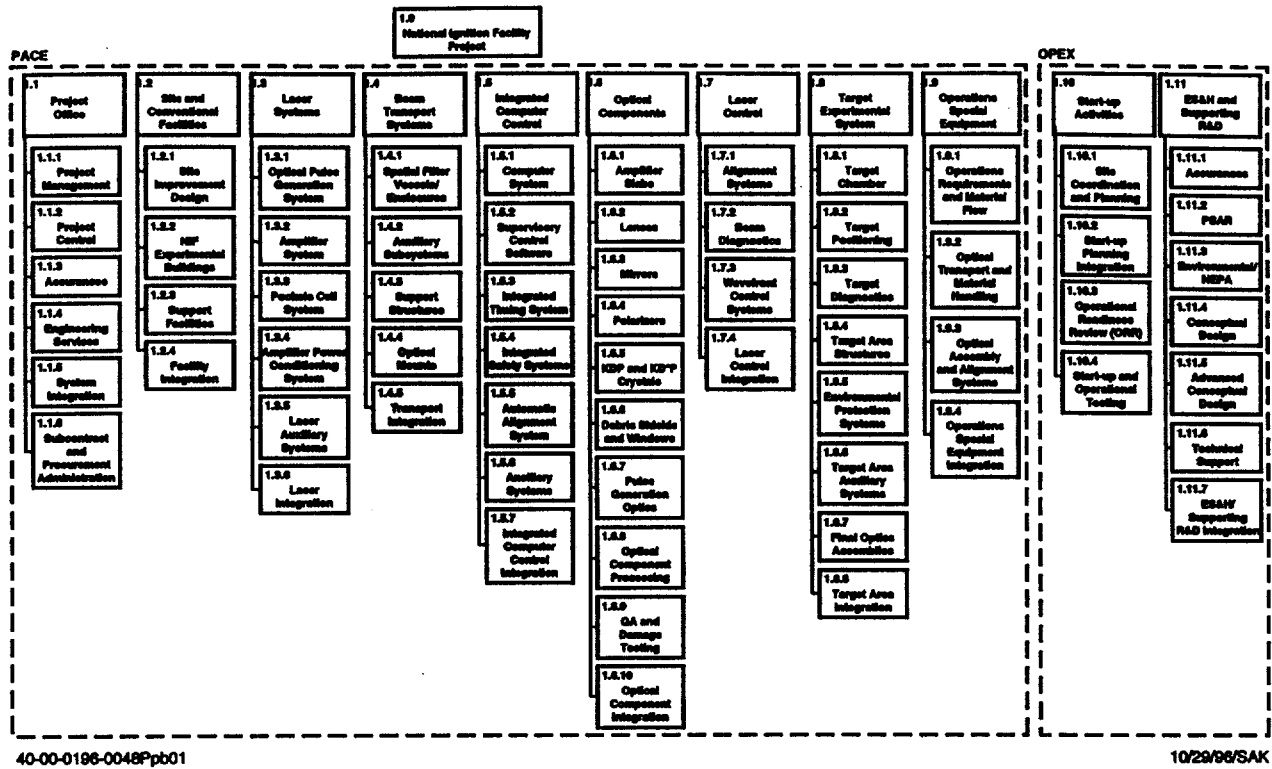 1.0
National Ignition Facility
Project
PACE
OPEX
1.1
Project
Office
1.1.1
Project
Management
1.1.2
Project
Control
1.1.3
Assurances
1.1.4
Engineering
Services
1.1.5
System
Integration
1.1.6
Subcontract
and
Procurement
Administration
1.2
Site and
Conventional
Facilities
1.2.1
Site
Improvement
Design
1.2.2
NIF
Experimental
Buildings
1.2.3
Support
Facilities
1.2.4
Facility
Integration
1.3
Laser
Systems
1.3.1
Optical Pulse
Generation
System
1.3.2
Amplifier
System
1.3.3
Pockels Cell
System
1.3.4
Amplifier Power
Conditioning
System
1.3.5
Laser
Auxiliary
Systems
1.3.6
Laser
Integration
1.4
Beam
Transport
Systems
1.4.1
Spatial Filter
Vessels/
Enclosures
1.4.2
Auxiliary
Subsystems
1.4.3
Support
Structures
1.4.4
Optical
Mounts
1.4.5
Transport
Integration
1.5
Integrated
Computer
Control
1.5.1
Computer
System
1.5.2
Supervisory
Control
Software
1.5.3
Integrated
Timing System
1.5.4
Integrated
Safety Systems
1.5.5
Automatic
Alignment
System
1.5.6
Ancillary
Systems
1.5.7
Integrated
Computer
Control
Integration
1.6
Optical
Components
1.6.1
Amplifier
Slabs
1.6.2
Lenses
1.6.3
Mirrors
1.6.4
Polarizers
1.6.5
KDP and KD*P
Crystals
1.6.6
Debris Shields
and Windows
1.6.7
Pulse
Generation
Optics
1.6.8
Optical
Component
Processing
1.6.9
QA and
Damage
Testing
1.6.10
Optical
Component
Integration
1.7
Laser
Control
1.7.1
Alignment
Systems
1.7.2
Beam
Diagnostics
1.7.3
Wavefront
Control
Systems
1.7.4
Laser
Control
Integration
1.8
Target
Experimental
System
1.8.1
Target
Chamber
1.8.2
Target
Positioning
1.8.3
Target
Diagnostics
1.8.4
Target Area
Structures
1.8.5
Environmental
Protection
Systems
1.8.6
Target Area
Auxiliary
Systems
1.8.7
Final Optics
Assemblies
1.8.8
Target Area
Integration
1.9
Operations
Special
Equipment
1.9.1
Operations
Requirements
and Material
Flow
1.9.2
Optical
Transport and
Material
Handling
1.9.3
Optical
Assembly
and Alignment
Systems
1.9.4
Operations
Special
Equipment
Integration
1.10
Start-up
Activities
1.10.1
Site
Coordination
and Planning
1.10.2
Start-up
Planning
Integration
1.10.3
Operational
Readiness
Review (ORR)
1.10.4
Start-up and
Operational
Testing
1.11
ES&H and
Supporting
R&D
1.11.1
Assurances
1.11.2
PSAR
1.11.3
Environmental/
NEPA
1.11.4
Conceptual
Design
1.11.5
Advanced
Conceptual
Design
1.11.6
Technical
Support
1.11.7
ES&H/
Supporting
R&D Integration
40-00-0196-0048Ppb01
10/29/96/SAK